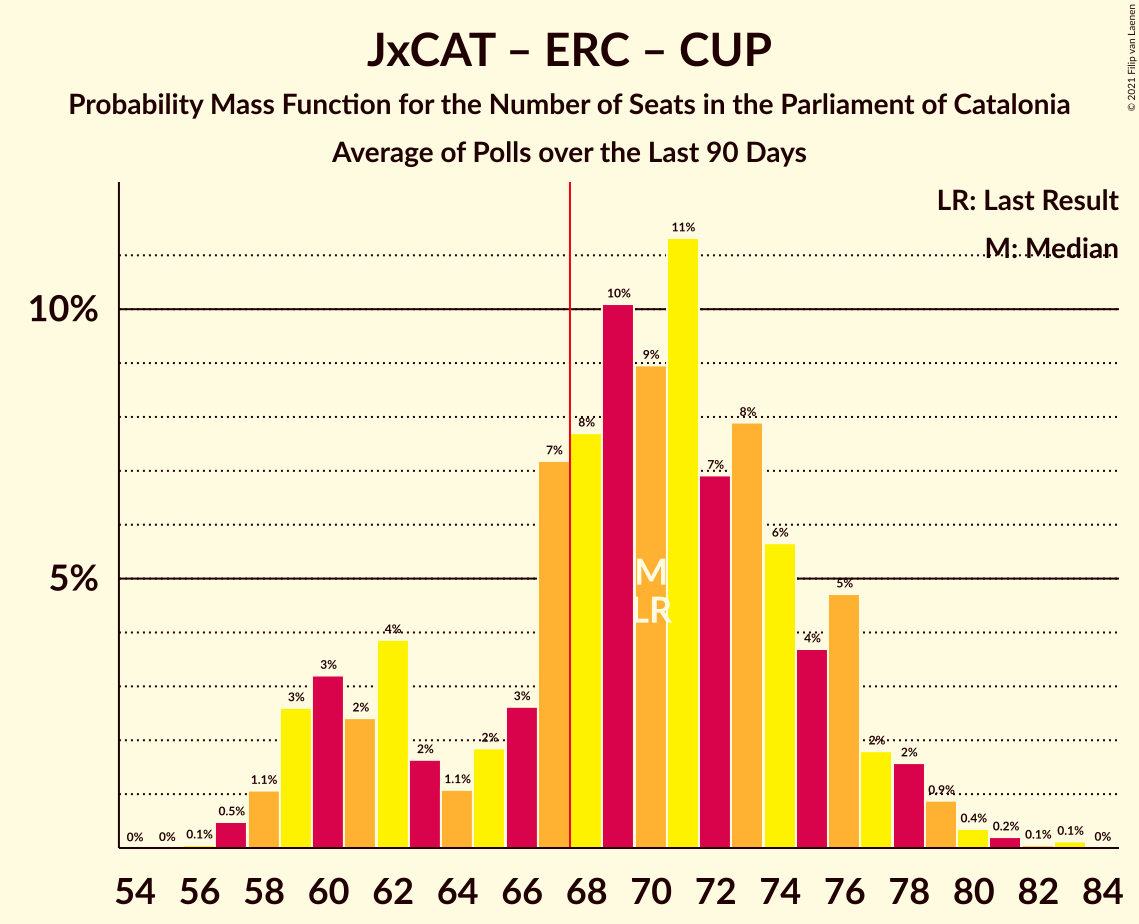 JxCAT – ERC – CUP
Probability Mass Function for the Number of Seats in the Parliament of Catalonia
Average of Polls over the Last 90 Days
© 2021 Filip van Laenen
LR: Last Result
M: Median
10%
5%
0% 0% 0.1% 0.5% 1.1% 3% 3% 2% 4% 2% 1.1% 2% 3% 7% 8% 10% 9% 11% 7% 8% 6% 4% 5% 2% 2% 0.9% 0.4% 0.2% 0.1% 0.1% 0%
M
LR
54 56 58 60 62 64 66 68 70 72 74 76 78 80 82 84